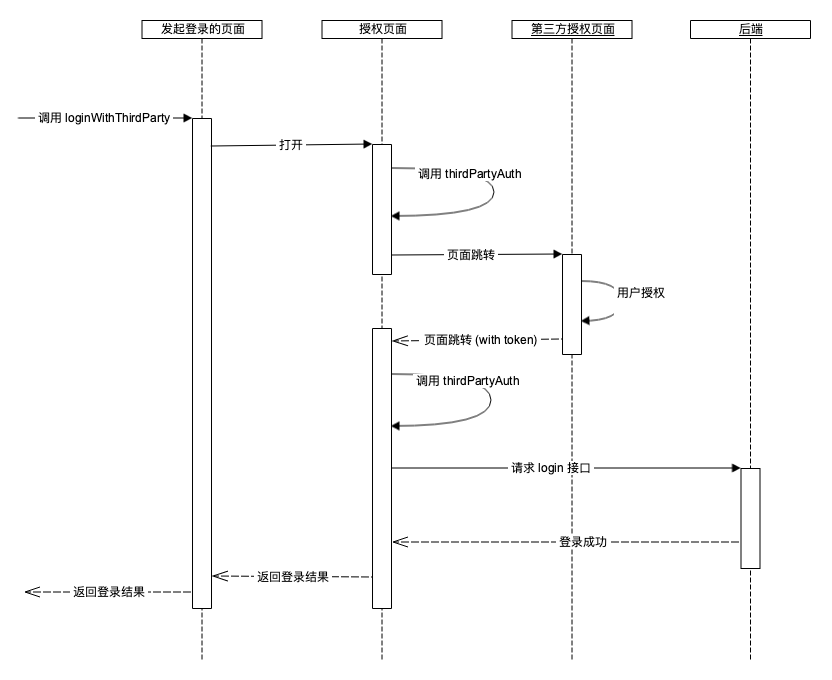 发起登录的页面
授权页面
第三方授权页面
后端
调用 loginWithThirdParty
打开
调用 thirdPartyAuth
页面跳转
用户授权
页面跳转 (with token)
调用 thirdPartyAuth
请求 login 接口
登录成功
返回登录结果
返回登录结果